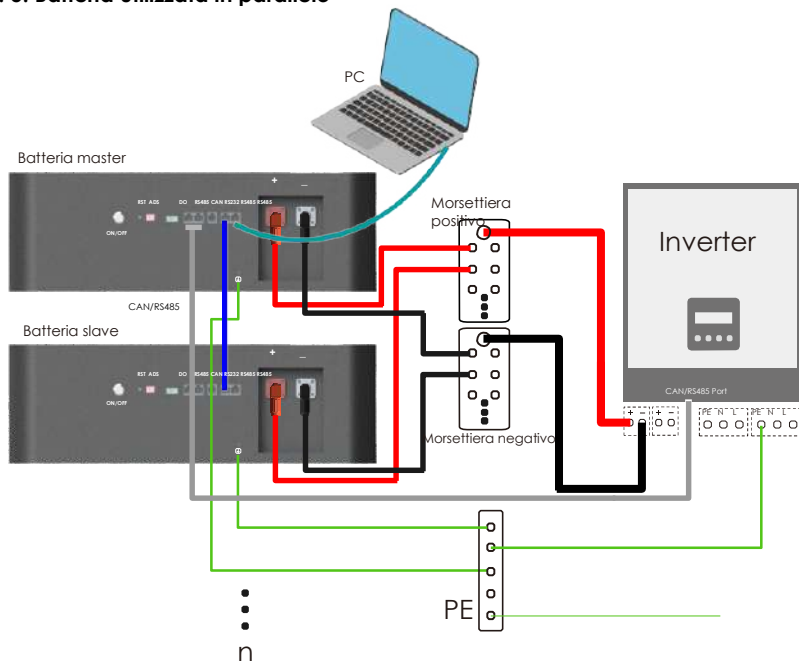 PC
Batteria master
+ −
RST ADS DO RS485 CAN RS232 RS485 RS485
ON/OFF
Morsettiera
positivo
Inverter
CAN/RS485
Batteria slave
+ −
RST ADS DO RS485 CAN RS232 RS485 RS485
ON/OFF
CAN/RS485 Port
+ − + − PE N L PE N L
Morsettiera negativo
PE
n